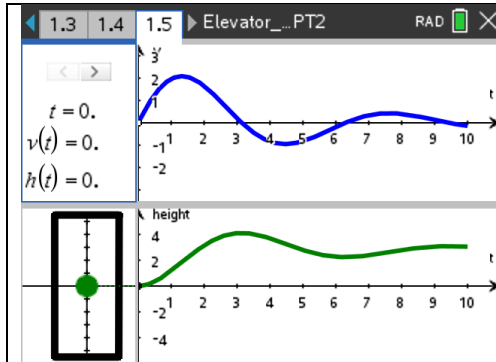 1.3 1.4 1.5 Elevator_...PT2 RAD
< >
t = 0.
v(t) = 0.
h(t) = 0.
v
3
2
1
t
1 2 3 4 5 6 7 8 9 10
-1
-2
height
4
2
t
1 2 3 4 5 6 7 8 9 10
-2
-4